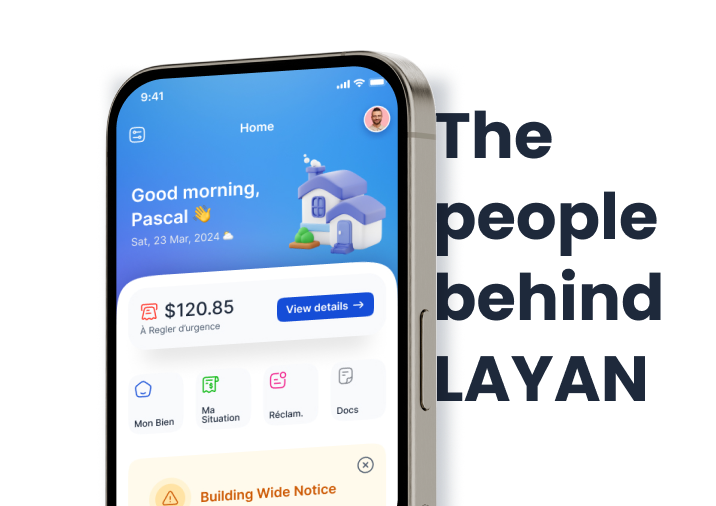 9:41
Home
Good morning,
Pascal 👋
Sat, 23 Mar, 2024
$120.85
À Regler d'urgence
View details →
Mon Bien
Ma
Situation
Réclam.
Docs
Building Wide Notice
The
people
behind
LAYAN